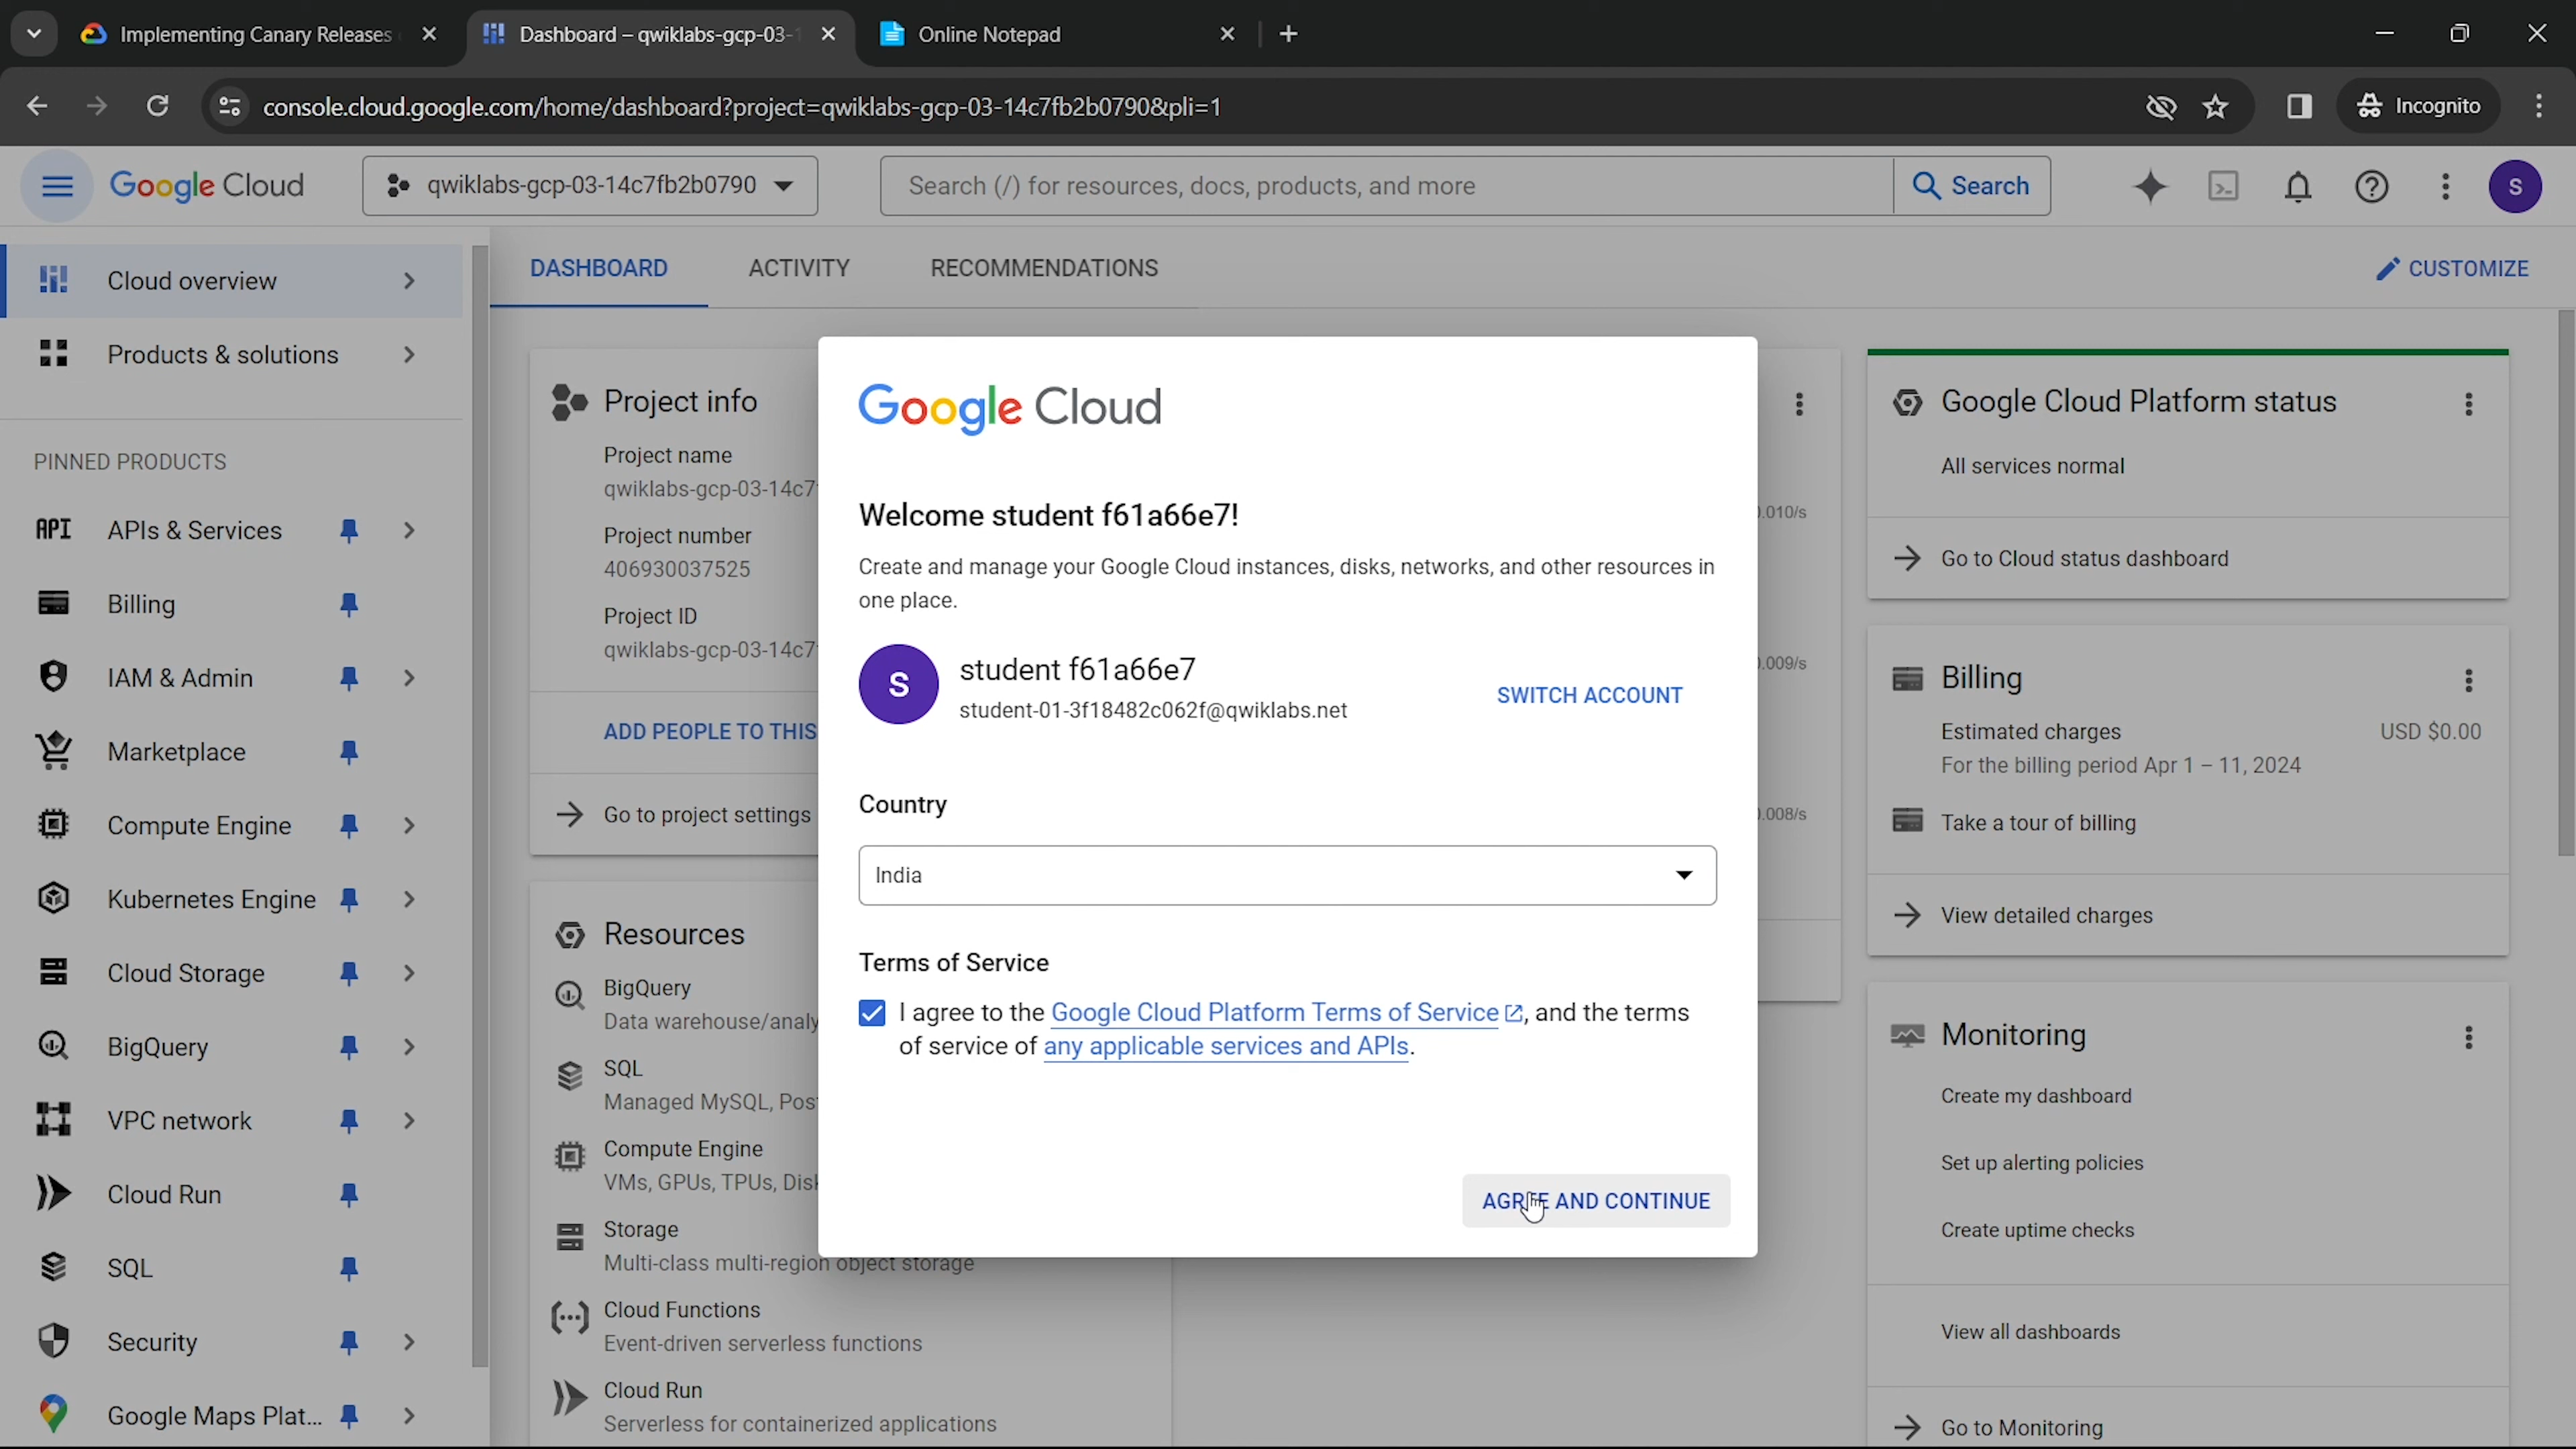 Implementing Canary Releases
Dashboard – qwiklabs-gcp-03-1
Online Notepad
console.cloud.google.com/home/dashboard?project=qwiklabs-gcp-03-14c7fb2b0790&pli=1
Incognito
Google Cloud
qwiklabs-gcp-03-14c7fb2b0790
Search (/) for resources, docs, products, and more
Search
S
Cloud overview
Products & solutions
PINNED PRODUCTS
API APIs & Services
Billing
IAM & Admin
Marketplace
Compute Engine
Kubernetes Engine
Cloud Storage
BigQuery
VPC network
Cloud Run
SQL
Security
Google Maps Plat...
DASHBOARD
ACTIVITY
RECOMMENDATIONS
CUSTOMIZE
Project info
Project name
qwiklabs-gcp-03-14c7
Project number
406930037525
Project ID
qwiklabs-gcp-03-14c7
ADD PEOPLE TO THIS
Go to project settings
Resources
BigQuery
Data warehouse/analy
SQL
Managed MySQL, Pos
Compute Engine
VMs, GPUs, TPUs, Disk
Storage
Multi-class multi-region object storage
Cloud Functions
Event-driven serverless functions
Cloud Run
Serverless for containerized applications
Google Cloud
Welcome student f61a66e7!
Create and manage your Google Cloud instances, disks, networks, and other resources in
one place.
S
student f61a66e7
student-01-3f18482c062f@qwiklabs.net
SWITCH ACCOUNT
Country
India
Terms of Service
I agree to the Google Cloud Platform Terms of Service, and the terms
of service of any applicable services and APIs.
AGREE AND CONTINUE
.010/s
.009/s
.008/s
Google Cloud Platform status
All services normal
Go to Cloud status dashboard
Billing
Estimated charges
USD $0.00
For the billing period Apr 1 – 11, 2024
Take a tour of billing
View detailed charges
Monitoring
Create my dashboard
Set up alerting policies
Create uptime checks
View all dashboards
Go to Monitoring